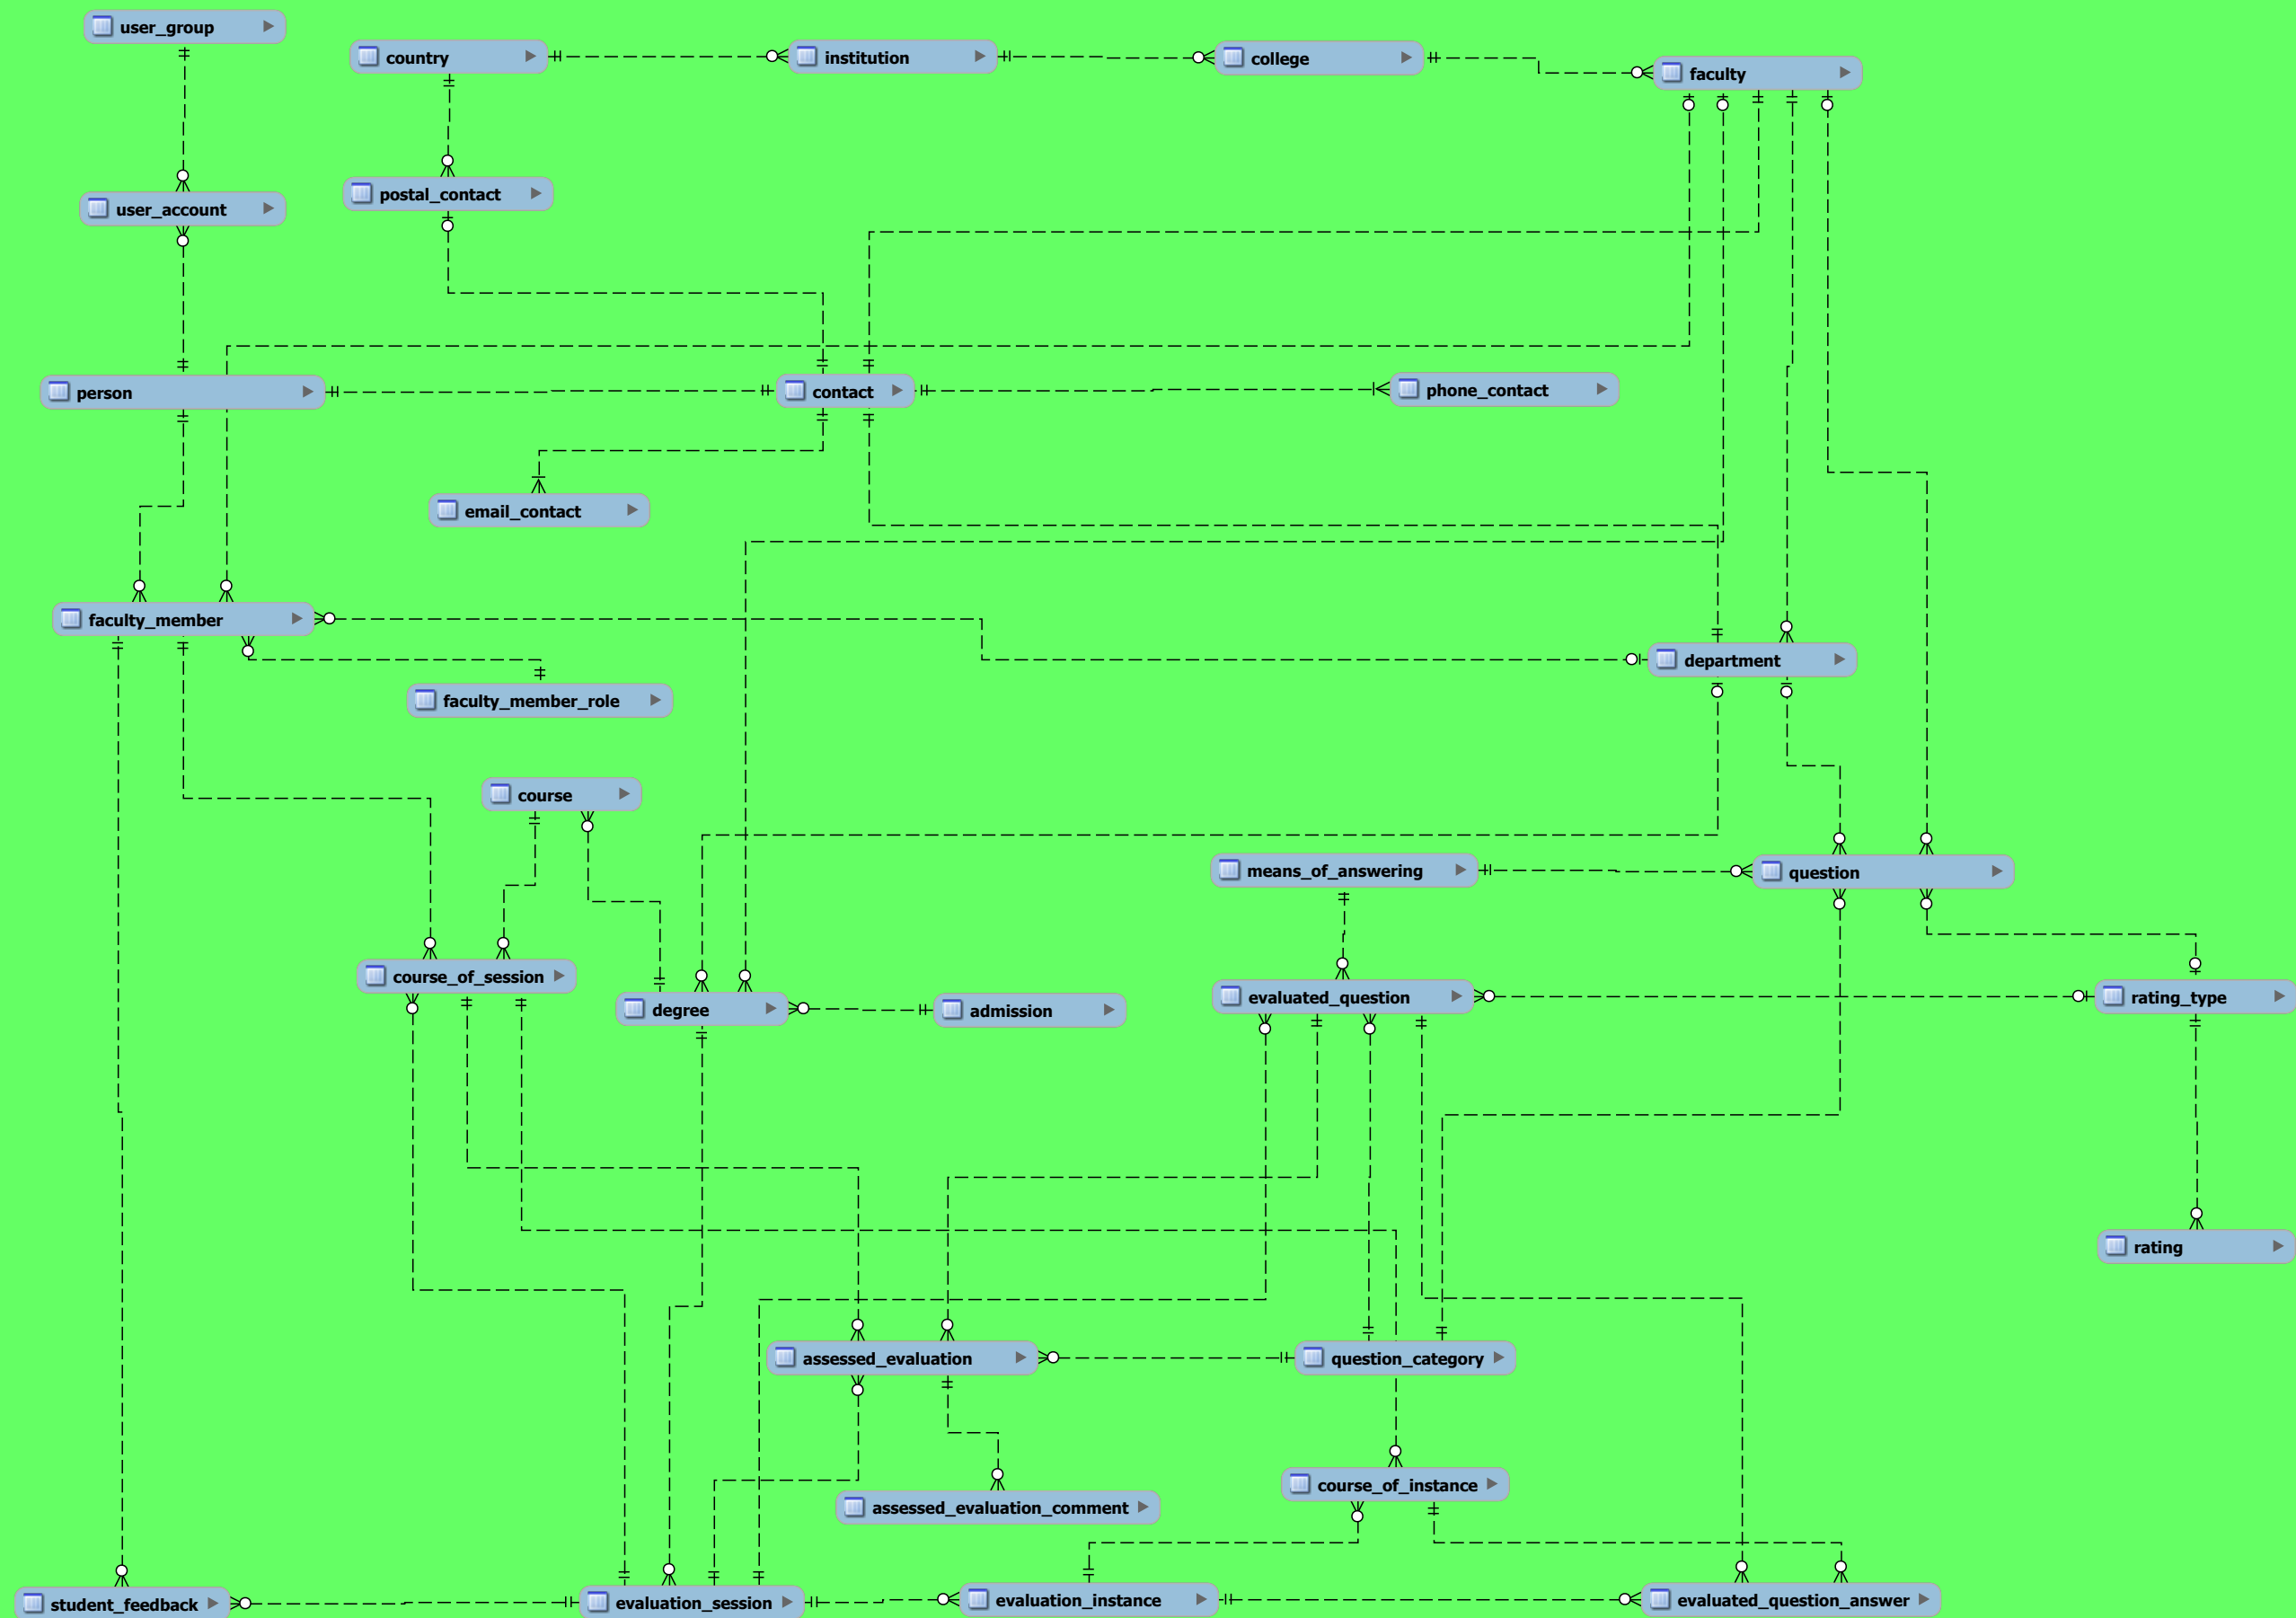 user_group
country
institution
college
faculty
user_account
postal_contact
person
contact
phone_contact
email_contact
faculty_member
department
faculty_member_role
course
means_of_answering
question
course_of_session
degree
admission
evaluated_question
rating_type
rating
assessed_evaluation
question_category
course_of_instance
assessed_evaluation_comment
student_feedback
evaluation_session
evaluation_instance
evaluated_question_answer